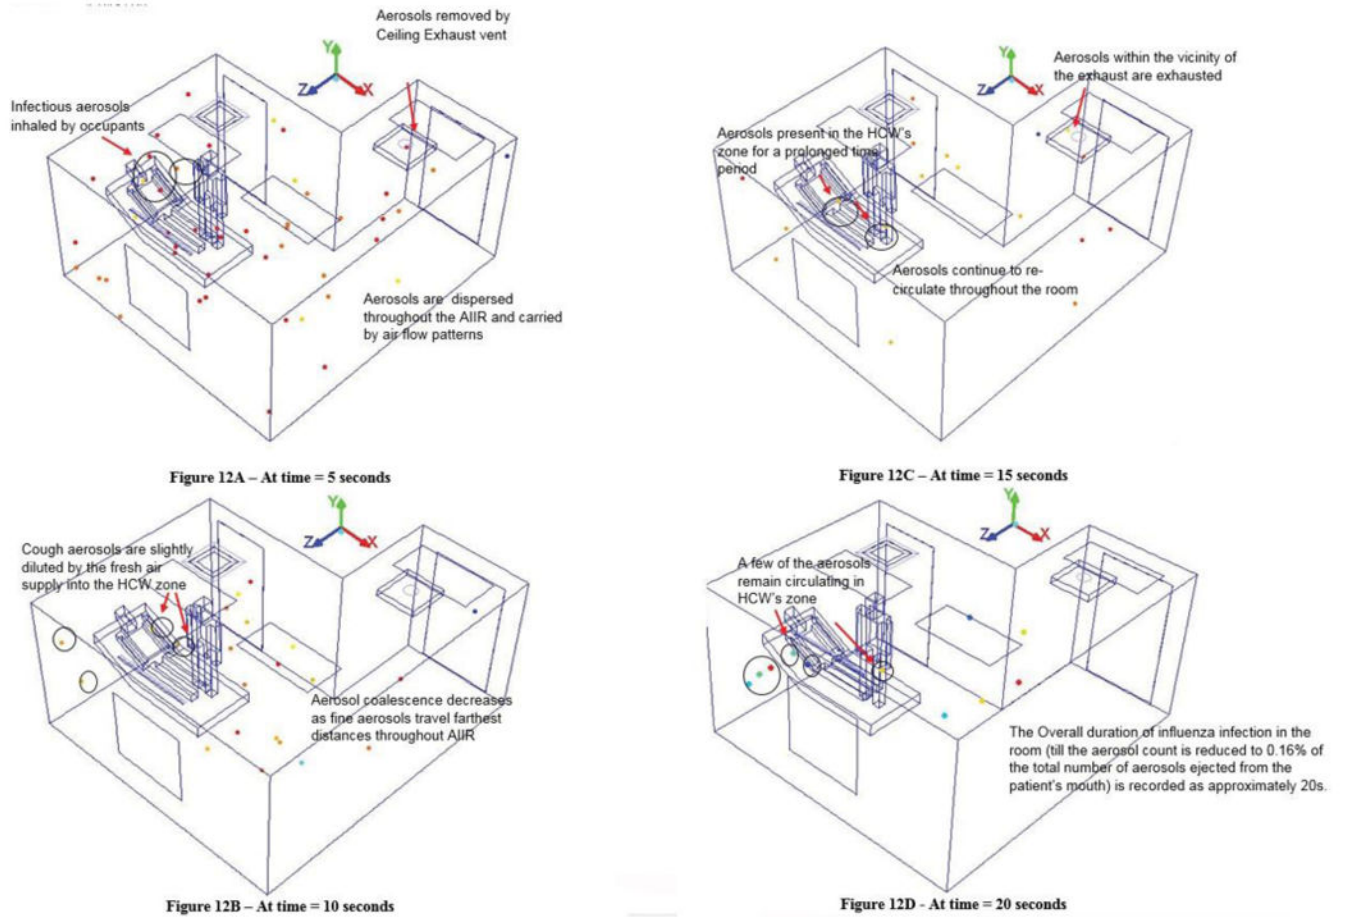 Aerosols removed by
Ceiling Exhaust vent
Y
Z
X
Infectious aerosols
inhaled by occupants
Aerosols are dispersed
throughout the AIIR and carried
by air flow patterns
Figure 12A – At time = 5 seconds
Y
Z
X
Aerosols within the vicinity of
the exhaust are exhausted
Aerosols present in the HCW's
zone for a prolonged time
period
Aerosols continue to re-
circulate throughout the room
Figure 12C – At time = 15 seconds
Y
Z
X
Cough aerosols are slightly
diluted by the fresh air
supply into the HCW zone
Aerosol coalescence decreases
as fine aerosols travel farthest
distances throughout AIIR
Figure 12B – At time = 10 seconds
Y
Z
X
A few of the aerosols
remain circulating in
HCW's zone
The Overall duration of influenza infection in the
room (till the aerosol count is reduced to 0.16% of
the total number of aerosols ejected from the
patient's mouth) is recorded as approximately 20s.
Figure 12D - At time = 20 seconds